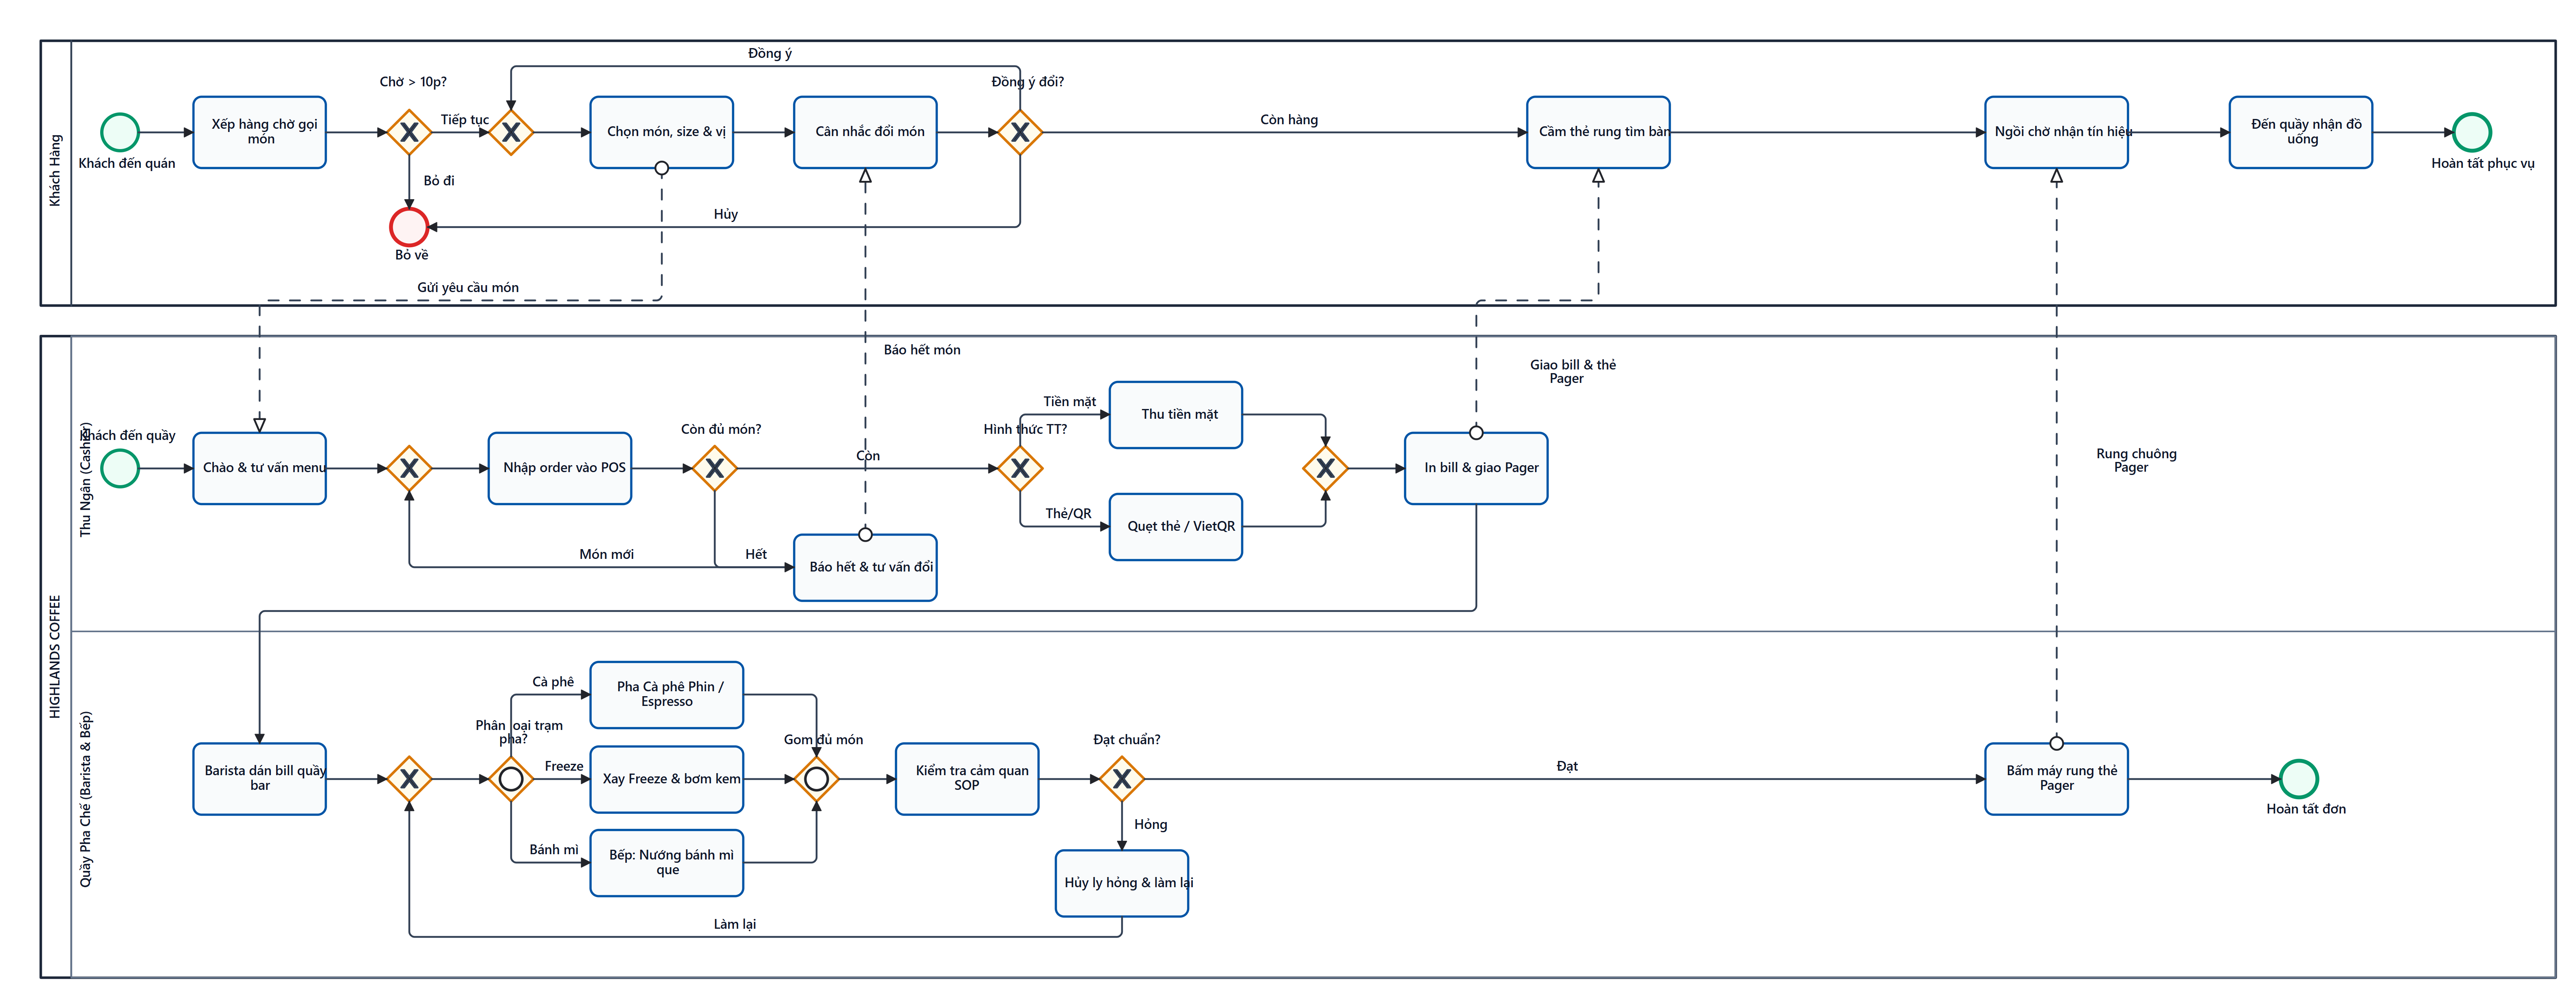 Khách Hàng
Đồng ý
Chờ > 10p?
Đồng ý đổi?
Khách đến quán
Xếp hàng chờ gọi
món
Tiếp tục
Chọn món, size & vị
Cân nhắc đổi món
Còn hàng
Cầm thẻ rung tìm bàn
Ngồi chờ nhận tín hiệu
Đến quầy nhận đồ
uống
Hoàn tất phục vụ
Bỏ đi
Hủy
Bỏ về
Gửi yêu cầu món
HIGHLANDS COFFEE
Thu Ngân (Cashier)
Báo hết món
Giao bill & thẻ
Pager
Rung chuông
Pager
Khách đến quầy
Chào & tư vấn menu
Nhập order vào POS
Còn đủ món?
Còn
Hình thức TT?
Tiền mặt
Thu tiền mặt
Thẻ/QR
Quẹt thẻ / VietQR
In bill & giao Pager
Món mới
Hết
Báo hết & tư vấn đổi
Quầy Pha Chế (Barista & Bếp)
Barista dán bill quầy
bar
Phân loại trạm
pha?
Cà phê
Pha Cà phê Phin /
Espresso
Freeze
Xay Freeze & bơm kem
Bánh mì
Bếp: Nướng bánh mì
que
Gom đủ món
Kiểm tra cảm quan
SOP
Đạt chuẩn?
Đạt
Bấm máy rung thẻ
Pager
Hoàn tất đơn
Hỏng
Hủy ly hỏng & làm lại
Làm lại